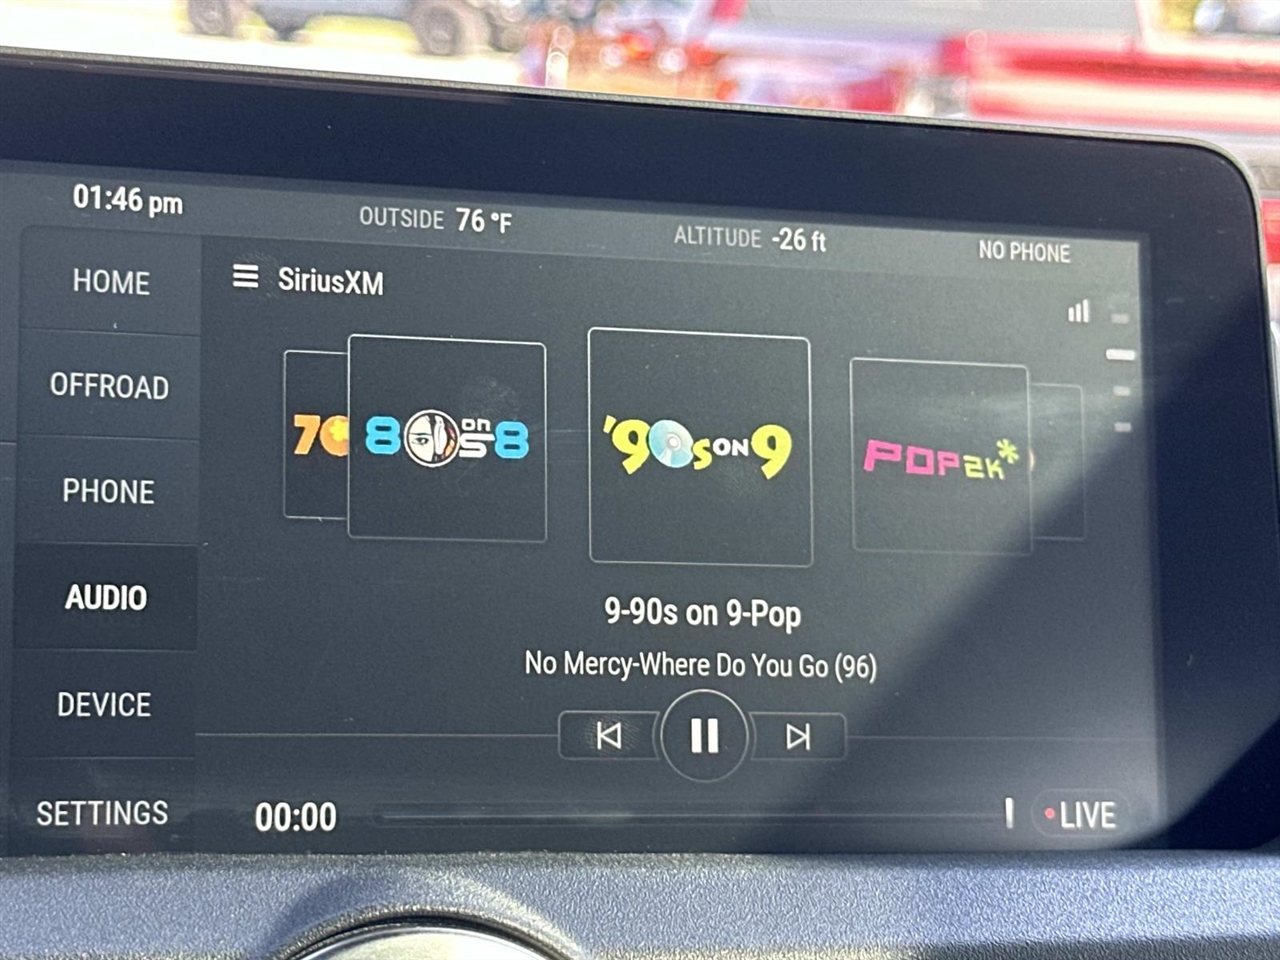 01:46 pm
OUTSIDE 76 °F
ALTITUDE -26 ft
NO PHONE
HOME
OFFROAD
PHONE
AUDIO
DEVICE
SETTINGS
SiriusXM
70
80s on 8
'90s ON 9
POP2K*
9-90s on 9-Pop
No Mercy-Where Do You Go (96)
00:00
LIVE